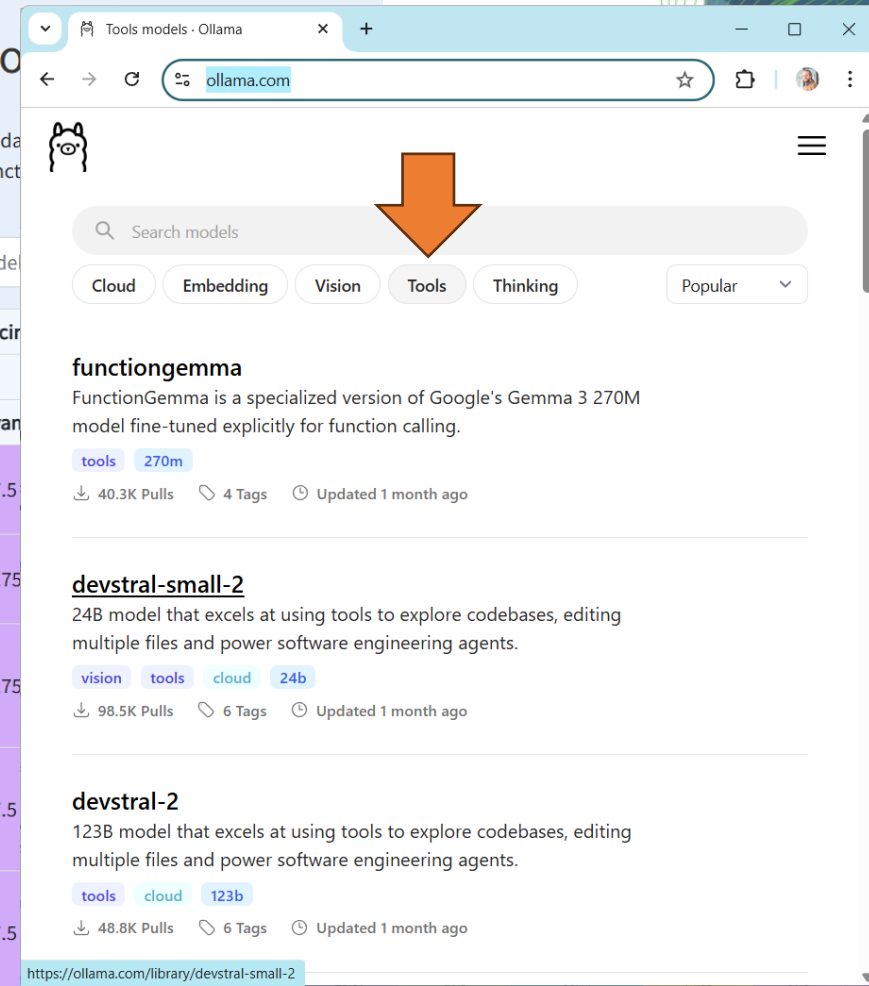 Tools models · Ollama
ollama.com
Search models
Cloud Embedding Vision Tools Thinking Popular
functiongemma
FunctionGemma is a specialized version of Google's Gemma 3 270M
model fine-tuned explicitly for function calling.
tools 270m
40.3K Pulls 4 Tags Updated 1 month ago
devstral-small-2
24B model that excels at using tools to explore codebases, editing
multiple files and power software engineering agents.
vision tools cloud 24b
98.5K Pulls 6 Tags Updated 1 month ago
devstral-2
123B model that excels at using tools to explore codebases, editing
multiple files and power software engineering agents.
tools cloud 123b
48.8K Pulls 6 Tags Updated 1 month ago
https://ollama.com/library/devstral-small-2